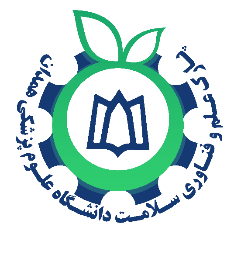 پارک علم و فناوری سلامت دانشگاه علوم پزشکی همدان